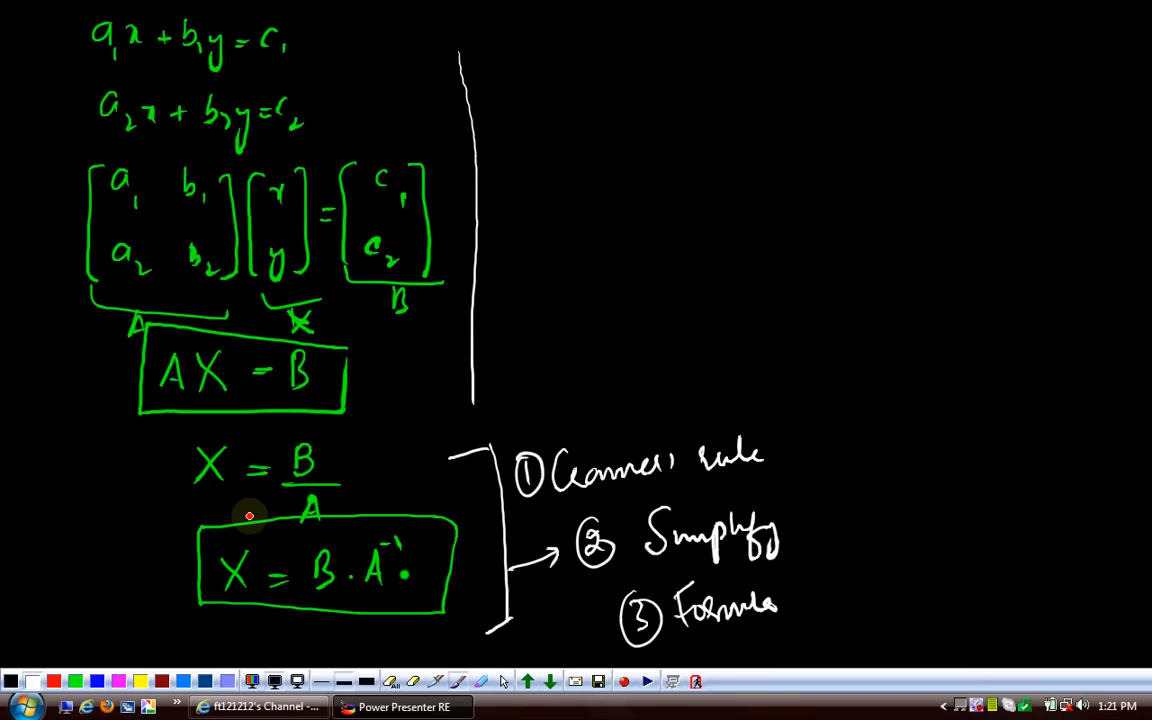 a₁x + b₁y = c₁
a₂x + b₂y = c₂
[a₁ b₁] [x] = [c₁]
[a₂ b₂] [y] [c₂]
A X B
AX = B
X = B/A
X = B · A⁻¹ ·
① Cramers rule
② Simplify
③ Formula
ft121212's Channel -...
Power Presenter RE
1:21 PM